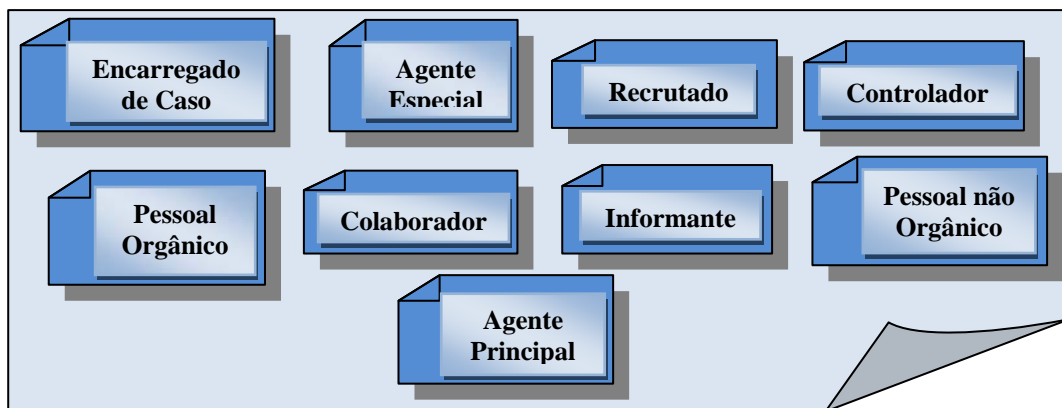 Encarregado
de Caso
Agente
Especial
Recrutado
Controlador
Pessoal
Orgânico
Colaborador
Informante
Pessoal não
Orgânico
Agente
Principal